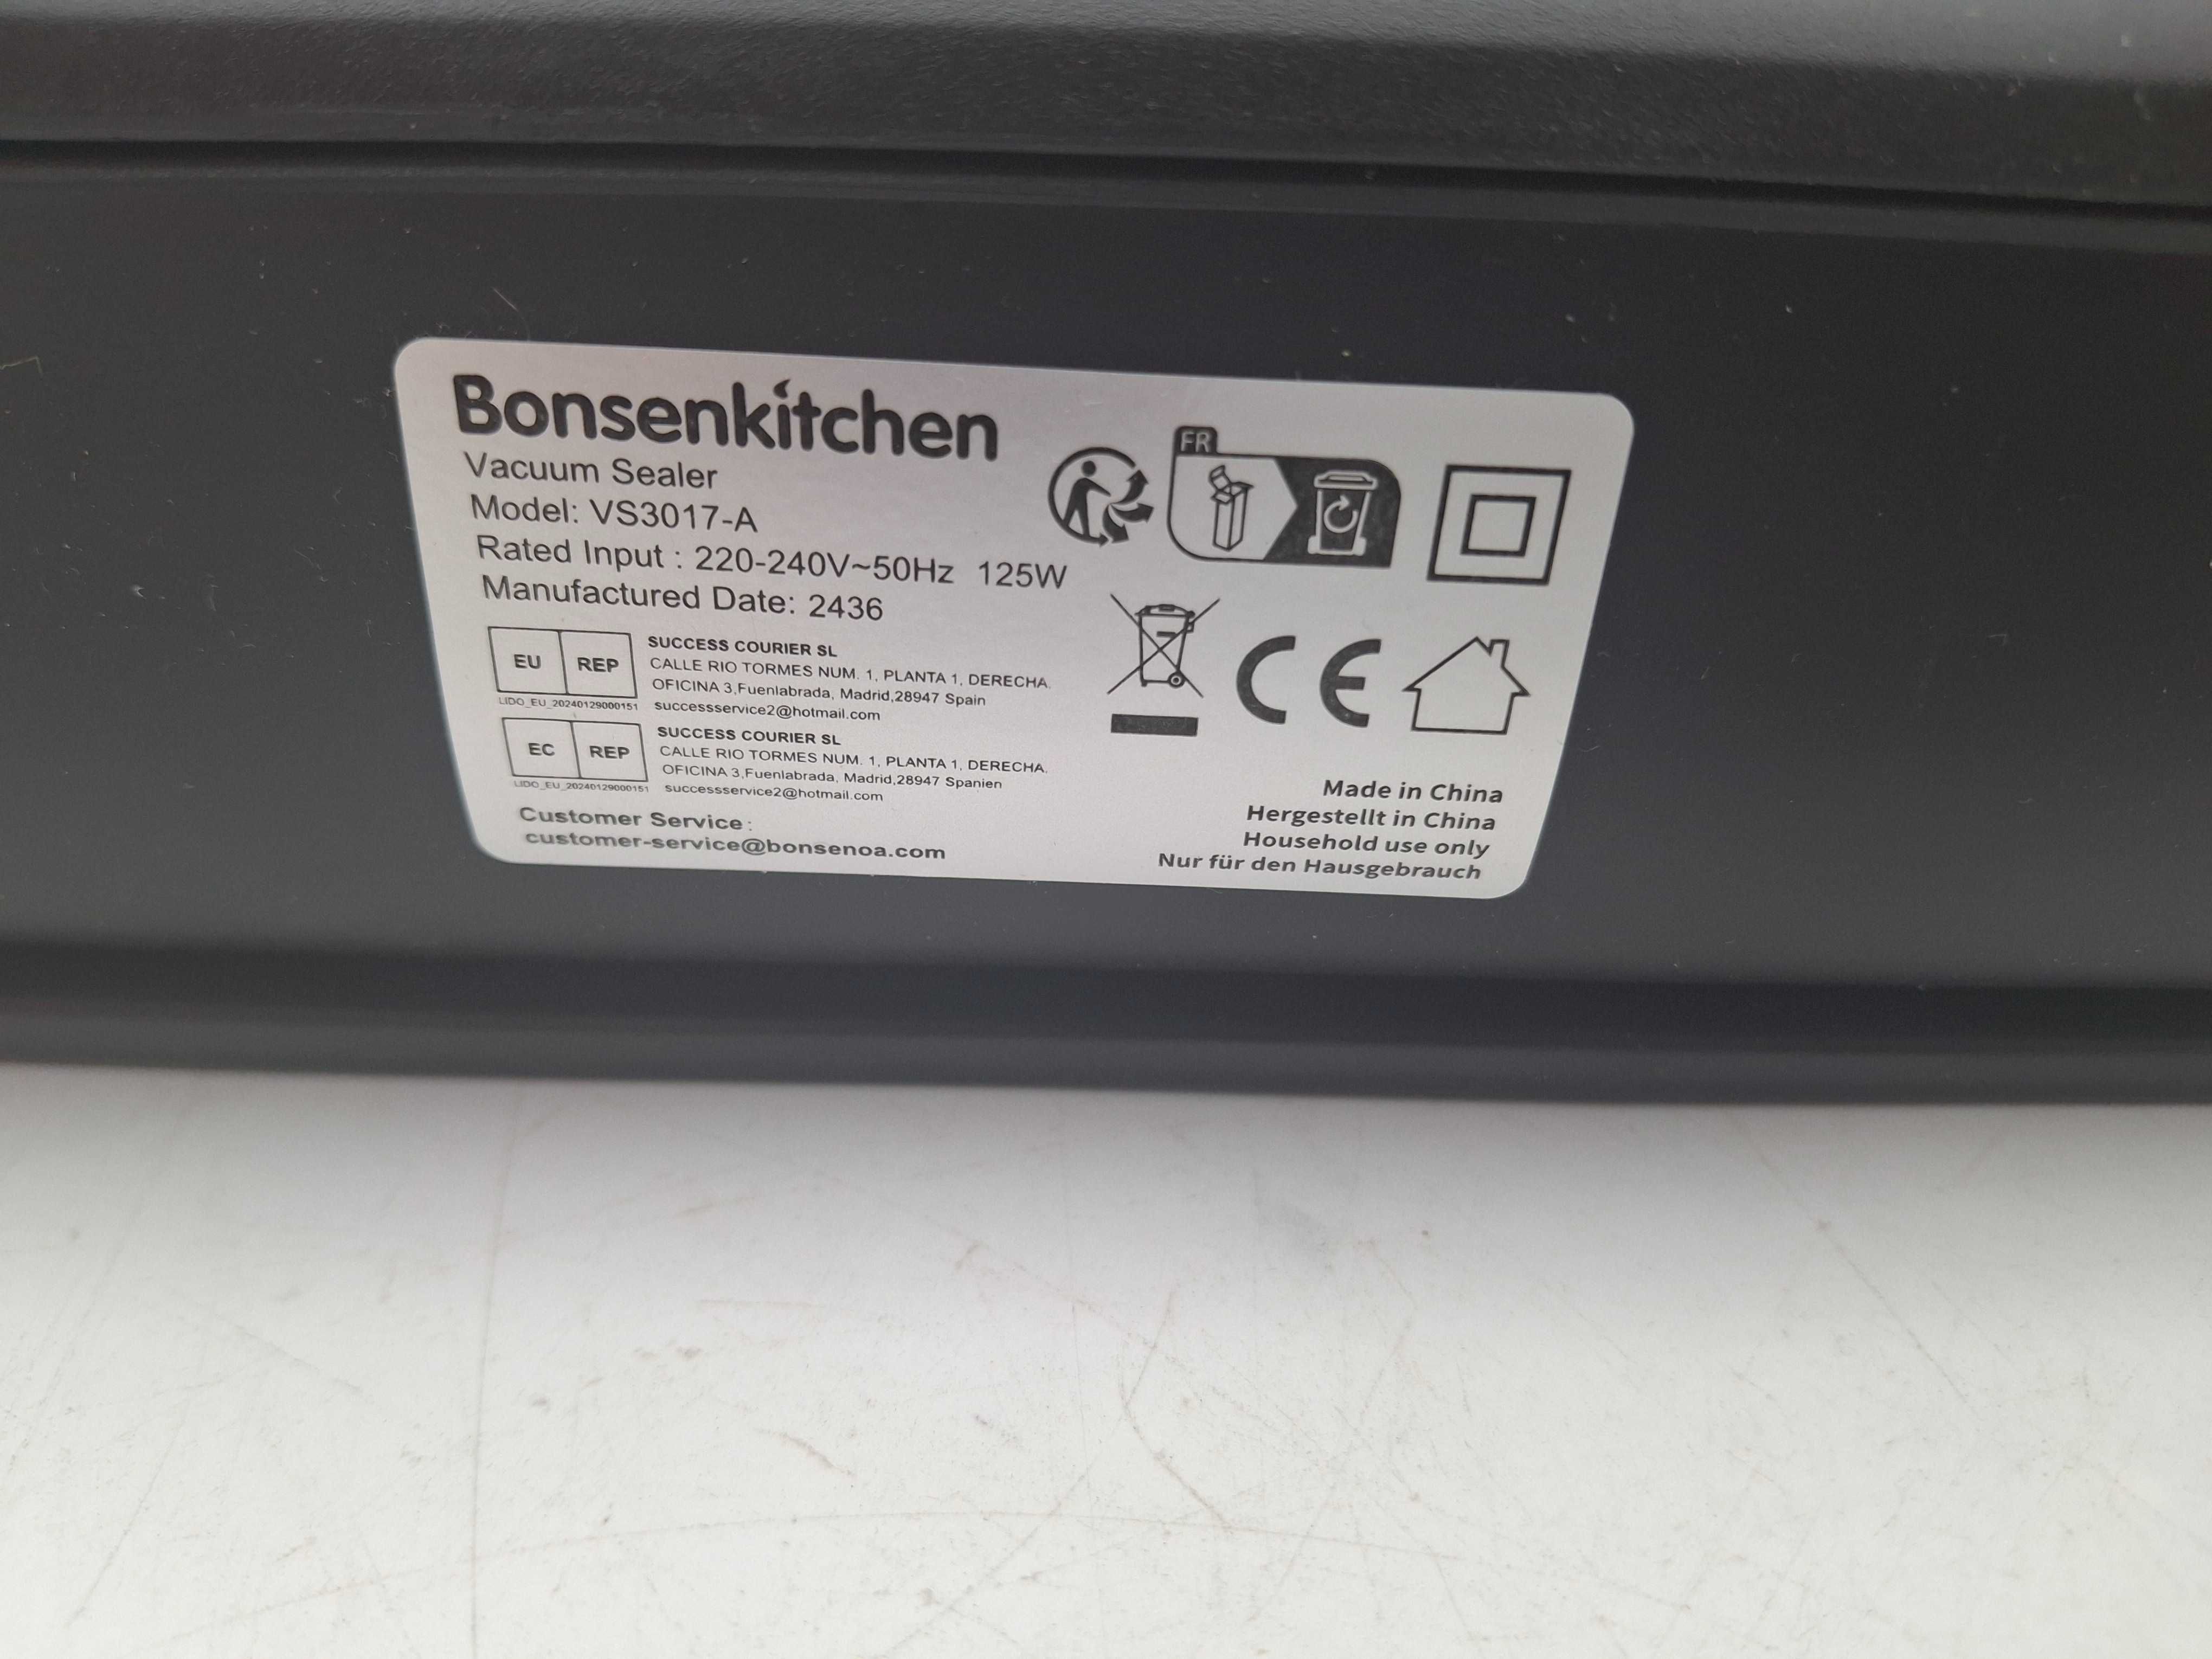 Bonsenkitchen
Vacuum Sealer
Model: VS3017-A
Rated Input : 220-240V~50Hz 125W
Manufactured Date: 2436
FR
EU REP
SUCCESS COURIER SL
CALLE RIO TORMES NUM. 1, PLANTA 1, DERECHA.
OFICINA 3,Fuenlabrada, Madrid,28947 Spain
LIDO_EU_20240129000151
successservice2@hotmail.com
EC REP
SUCCESS COURIER SL
CALLE RIO TORMES NUM. 1, PLANTA 1, DERECHA.
OFICINA 3,Fuenlabrada, Madrid,28947 Spanien
LIDO_EU_20240129000151
successservice2@hotmail.com
Customer Service :
customer-service@bonsenoa.com
CE
Made in China
Hergestellt in China
Household use only
Nur für den Hausgebrauch